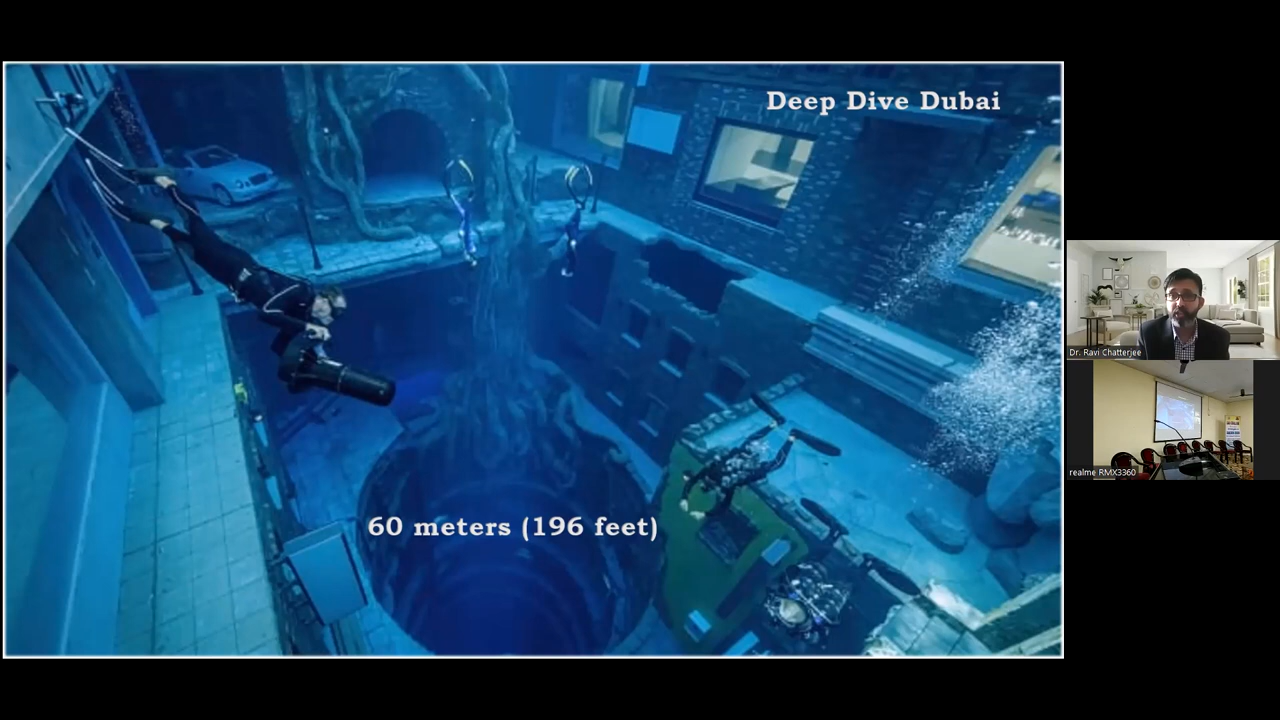 Deep Dive Dubai
60 meters (196 feet)
Dr. Ravi Chatterjee
realme RMX3360